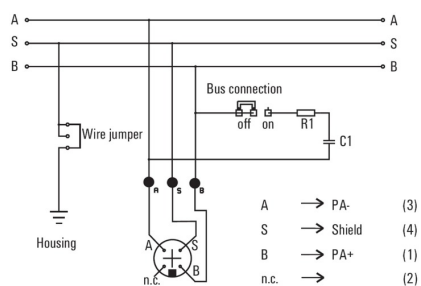 A A
S S
B B
Bus connection
off on R1
Wire jumper
C1
A S B
A → PA- (3)
S → Shield (4)
B → PA+ (1)
n.c. → (2)
Housing
A S
n.c. B